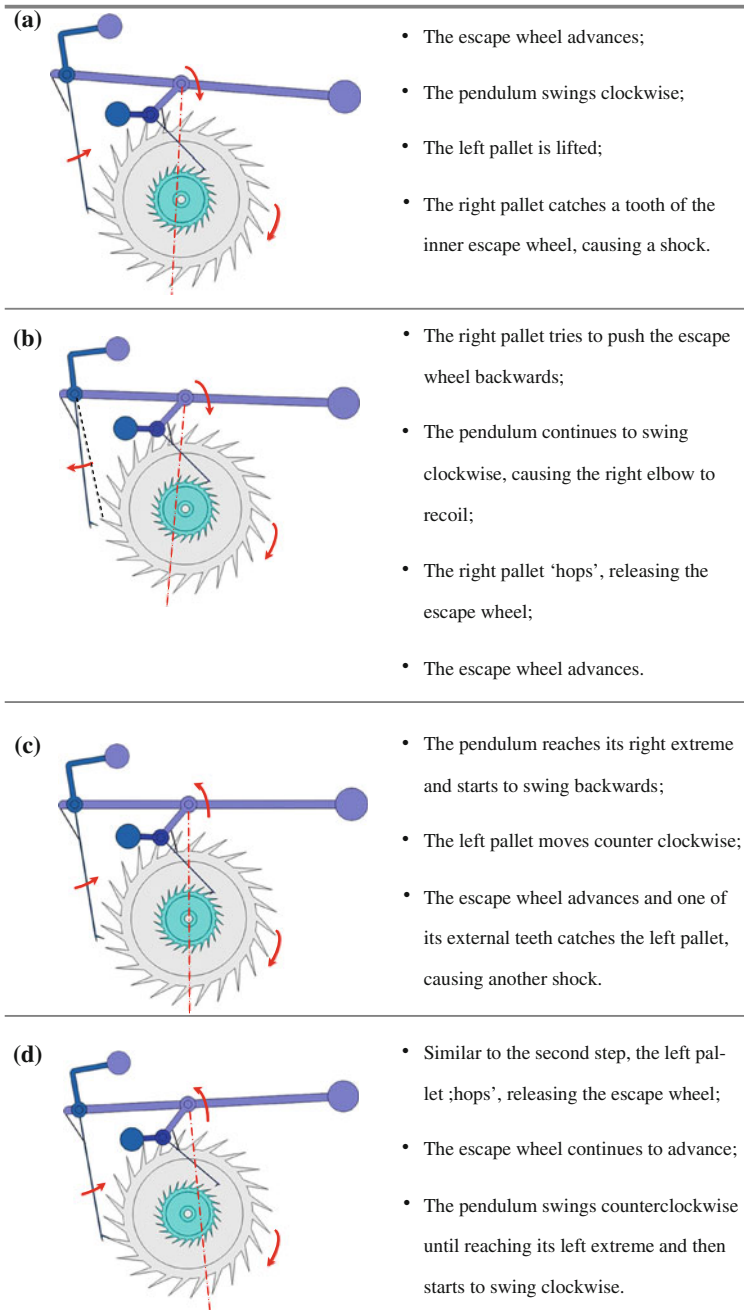 (a)
• The escape wheel advances;
• The pendulum swings clockwise;
• The left pallet is lifted;
• The right pallet catches a tooth of the
inner escape wheel, causing a shock.
(b)
• The right pallet tries to push the escape
wheel backwards;
• The pendulum continues to swing
clockwise, causing the right elbow to
recoil;
• The right pallet ‘hops’, releasing the
escape wheel;
• The escape wheel advances.
(c)
• The pendulum reaches its right extreme
and starts to swing backwards;
• The left pallet moves counter clockwise;
• The escape wheel advances and one of
its external teeth catches the left pallet,
causing another shock.
(d)
• Similar to the second step, the left pal-
let ;hops’, releasing the escape wheel;
• The escape wheel continues to advance;
• The pendulum swings counterclockwise
until reaching its left extreme and then
starts to swing clockwise.